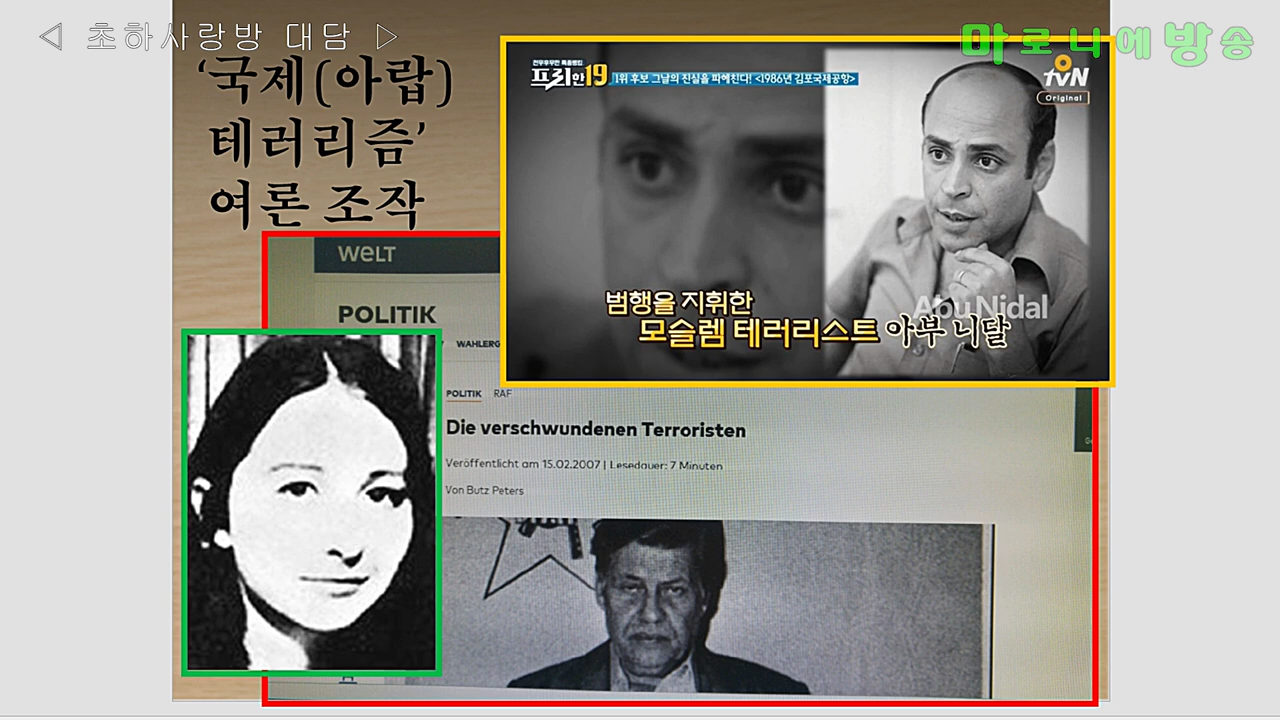 ◁ 초하사랑방 대담 ▷
마로니에방송
‘국제(아랍)
테러리즘’
여론 조작
프리한19
1위 후보 그날의 진실을 파헤친다! <1986년 김포국제공항>
tvN
Original
Abu Nidal
범행을 지휘한
모슬렘 테러리스트 아부 니달
WELT
POLITIK
WAHLERG
POLITIK RAF
Die verschwundenen Terroristen
Veröffentlicht am 15.02.2007 | Lesedauer: 7 Minuten
Von Butz Peters